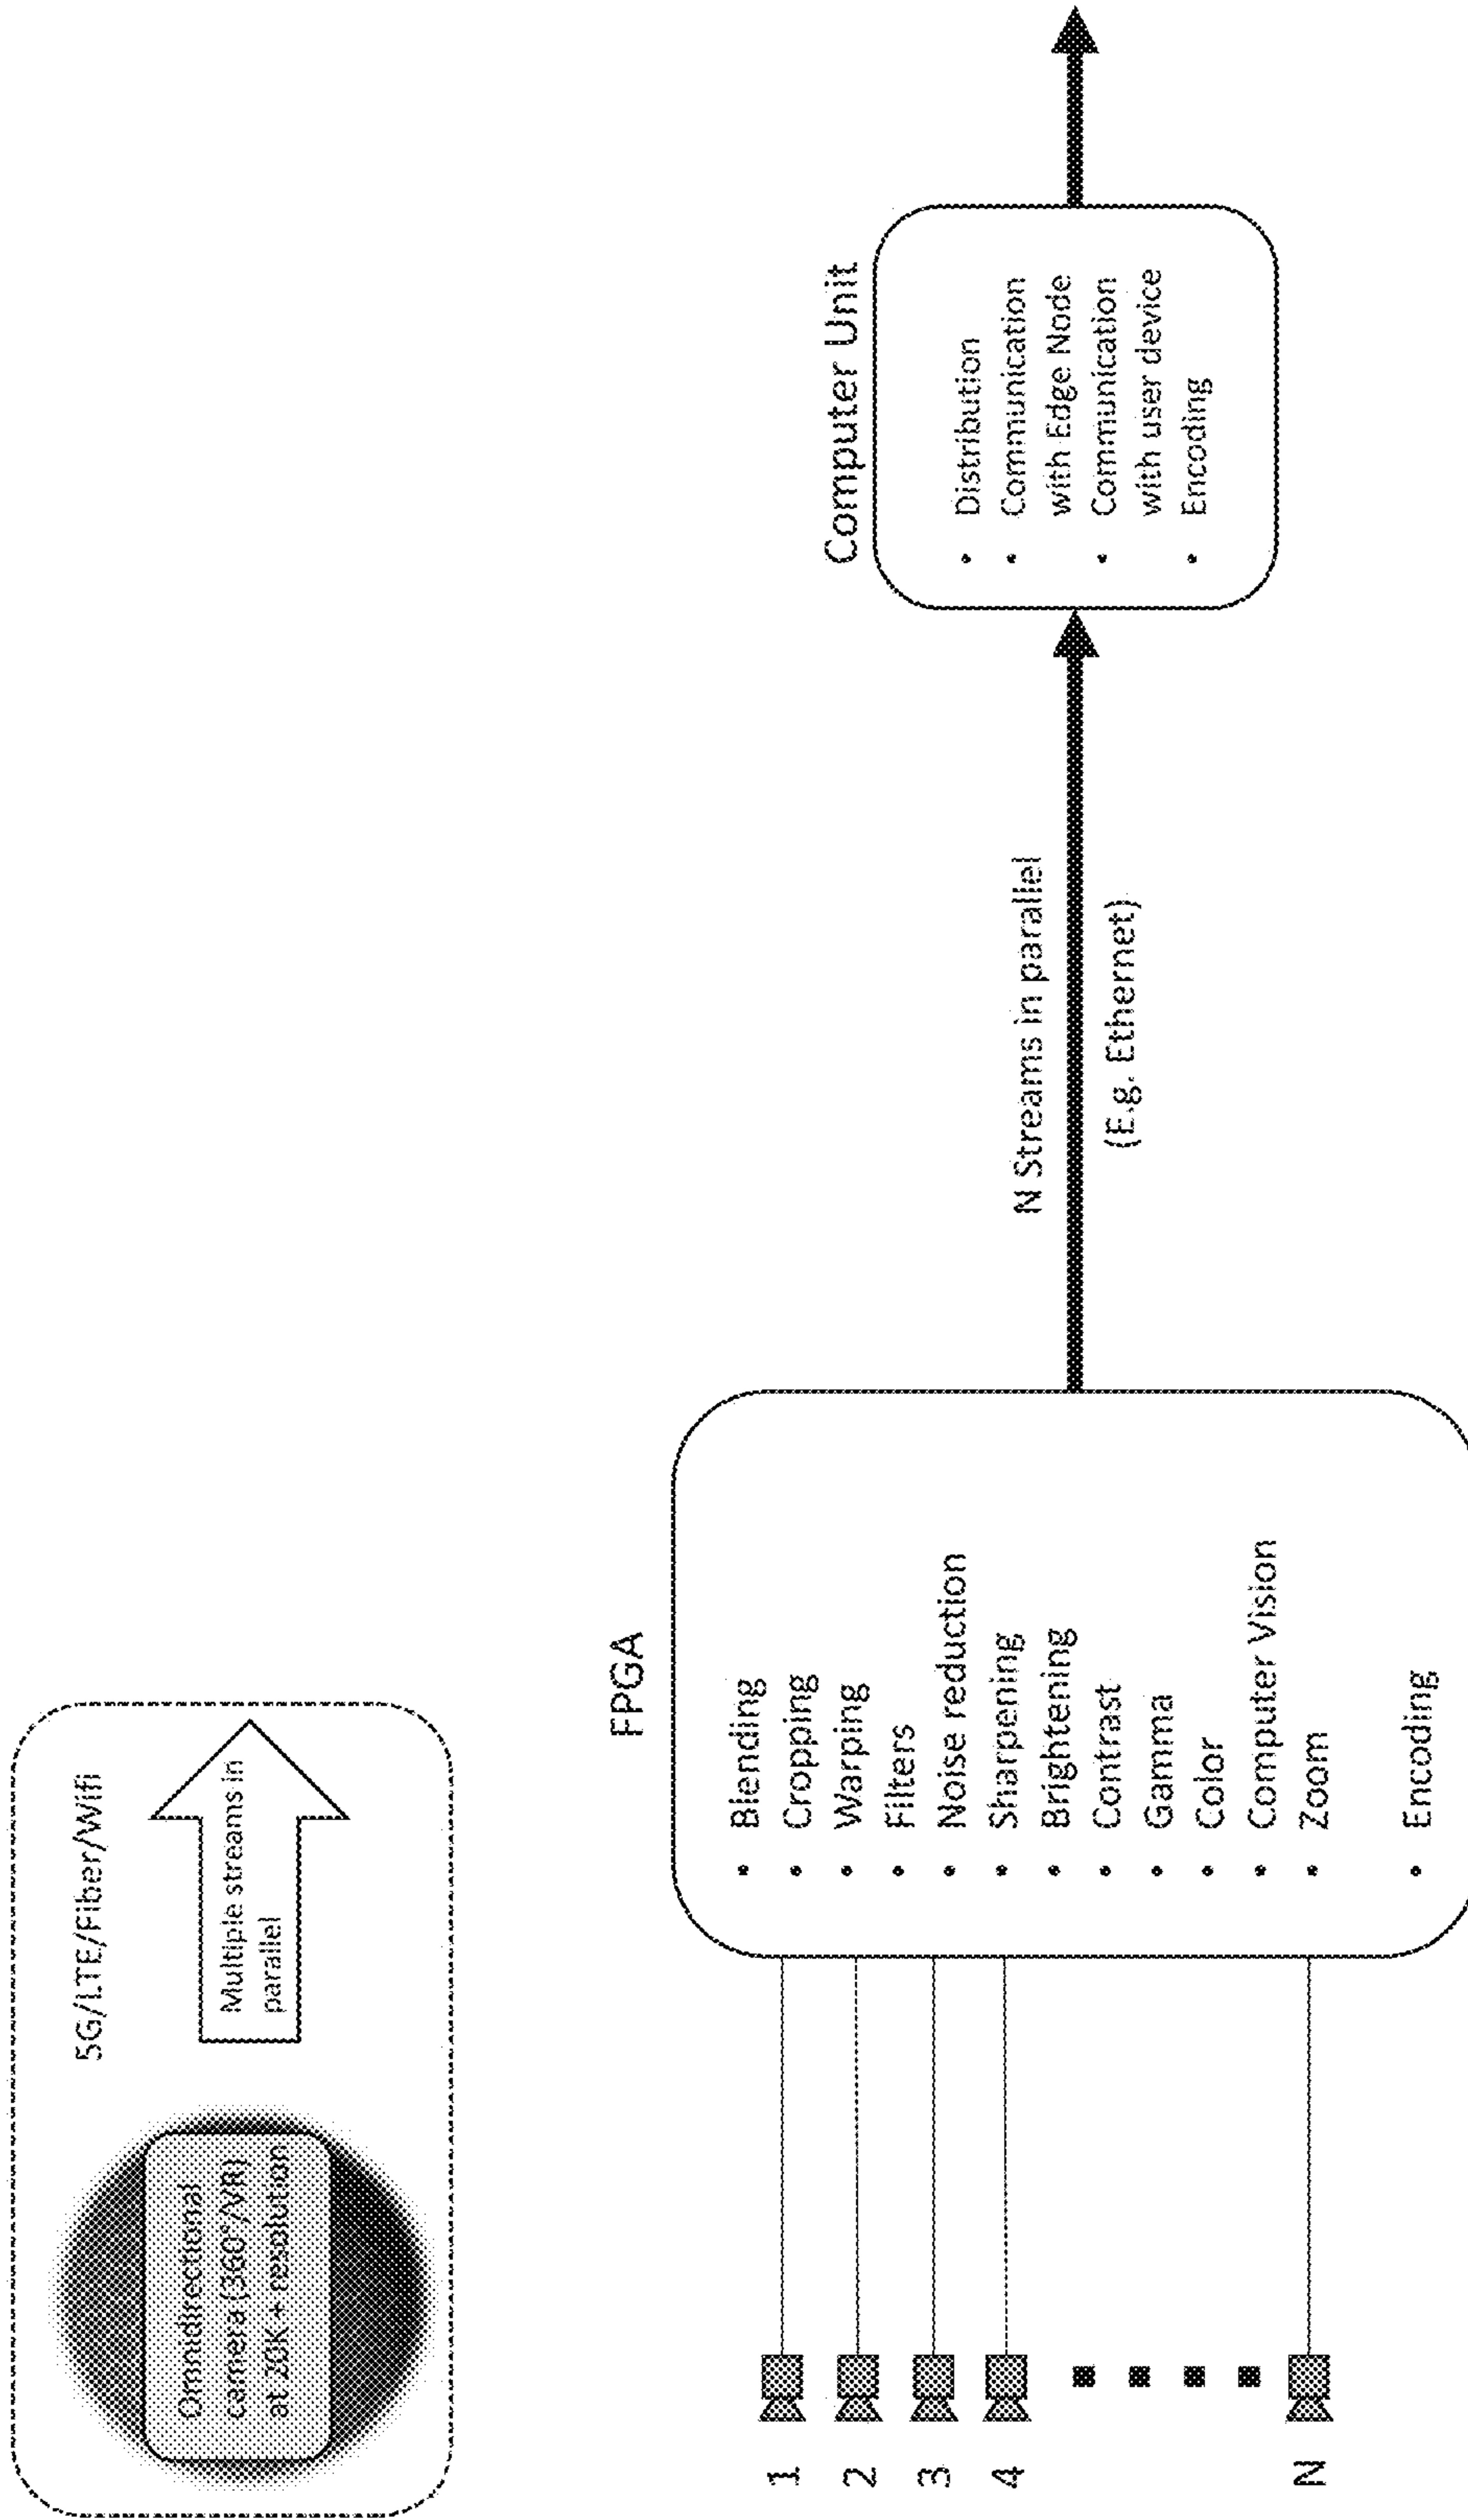 5G/LTE/Fiber/Wifi
Omnidirectional
camera (360°/VR)
at 20K + resolution
Multiple streams in
parallel
FPGA
1
2
3
4
N
• Blending
• Cropping
• Warping
• Filters
• Noise reduction
• Sharpening
• Brightening
• Contrast
• Gamma
• Color
• Computer Vision
• Zoom
• Encoding
N Streams in parallel
(E.g. Ethernet)
Computer Unit
• Distribution
• Communication
with Edge Node
• Communication
with user device
• Encoding